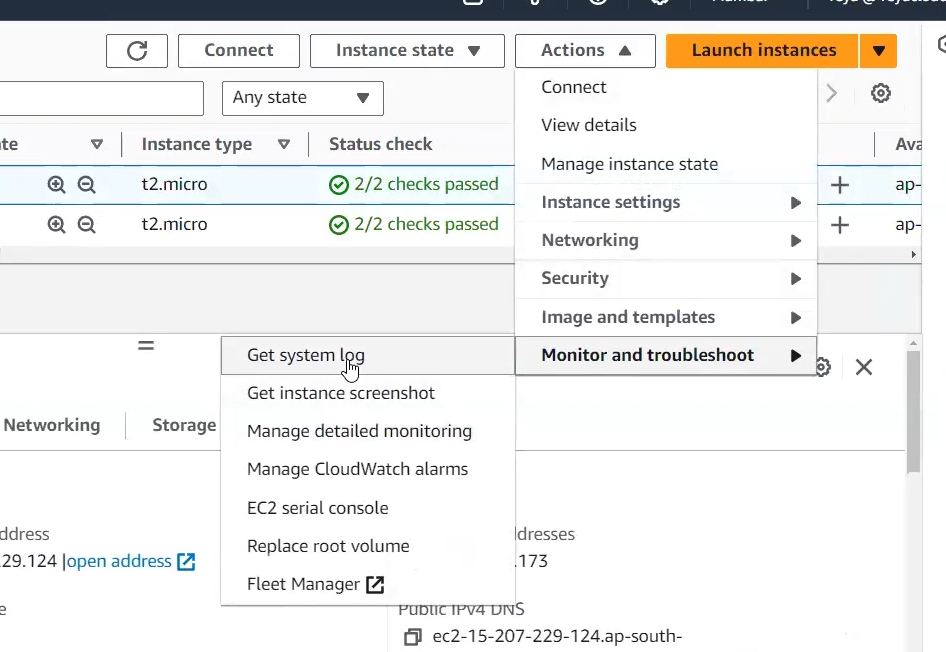 Connect
Instance state
Actions
Launch instances
Any state
Connect
View details
Manage instance state
Instance settings
Networking
Security
Image and templates
Monitor and troubleshoot
Instance type
Status check
t2.micro
2/2 checks passed
ap-
t2.micro
2/2 checks passed
ap-
Get system log
Get instance screenshot
Manage detailed monitoring
Manage CloudWatch alarms
EC2 serial console
Replace root volume
Fleet Manager
Networking
Storage
.29.124 |open address
.173
Public IPv4 DNS
ec2-15-207-229-124.ap-south-